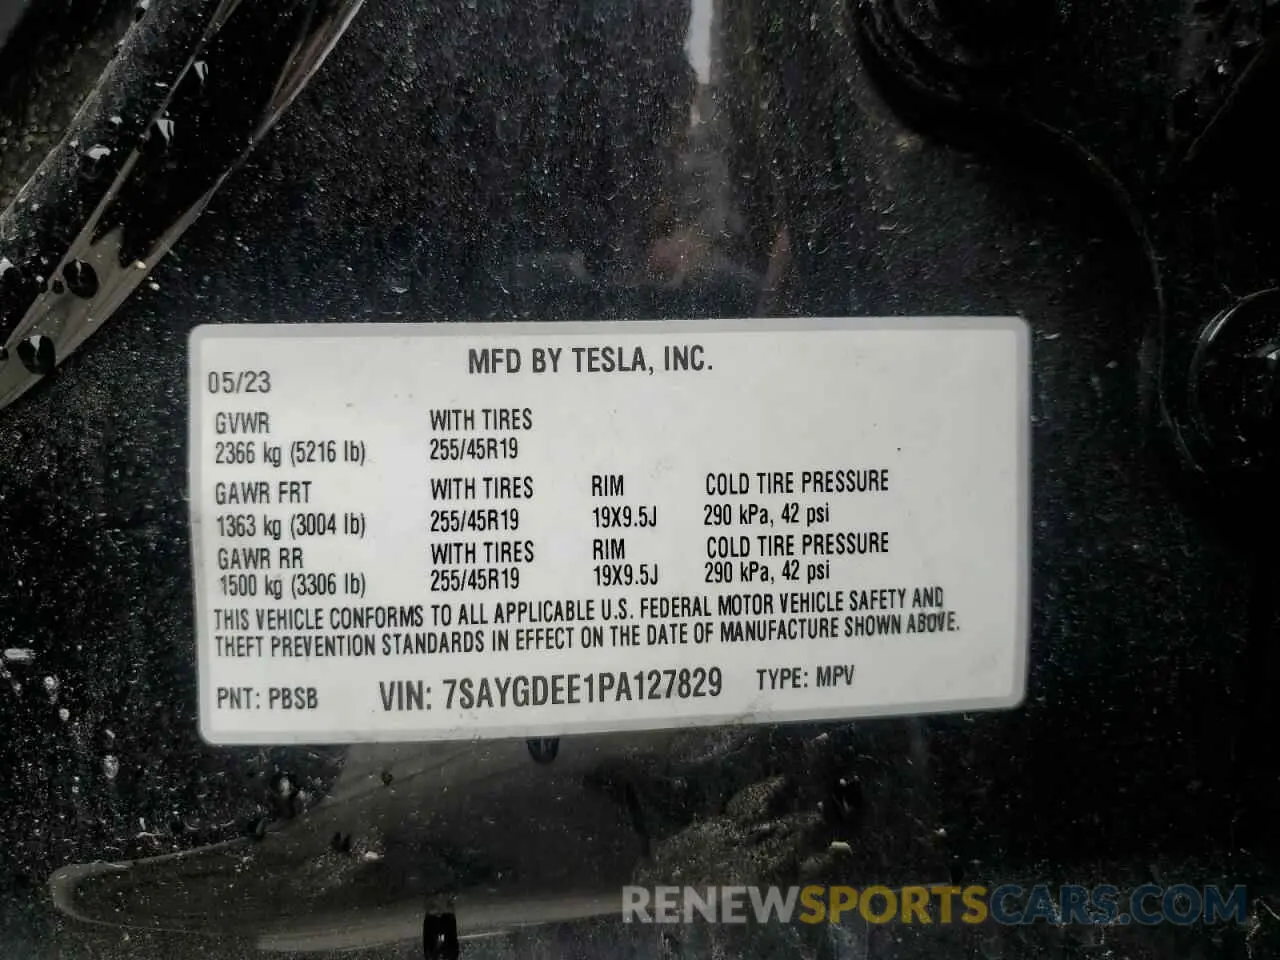 MFD BY TESLA, INC.
05/23
GVWR WITH TIRES
2366 kg (5216 lb) 255/45R19
GAWR FRT WITH TIRES RIM COLD TIRE PRESSURE
1363 kg (3004 lb) 255/45R19 19X9.5J 290 kPa, 42 psi
GAWR RR WITH TIRES RIM COLD TIRE PRESSURE
1500 kg (3306 lb) 255/45R19 19X9.5J 290 kPa, 42 psi
THIS VEHICLE CONFORMS TO ALL APPLICABLE U.S. FEDERAL MOTOR VEHICLE SAFETY AND
THEFT PREVENTION STANDARDS IN EFFECT ON THE DATE OF MANUFACTURE SHOWN ABOVE.
PNT: PBSB VIN: 7SAYGDEE1PA127829 TYPE: MPV
RENEWSPORTSCARS.COM